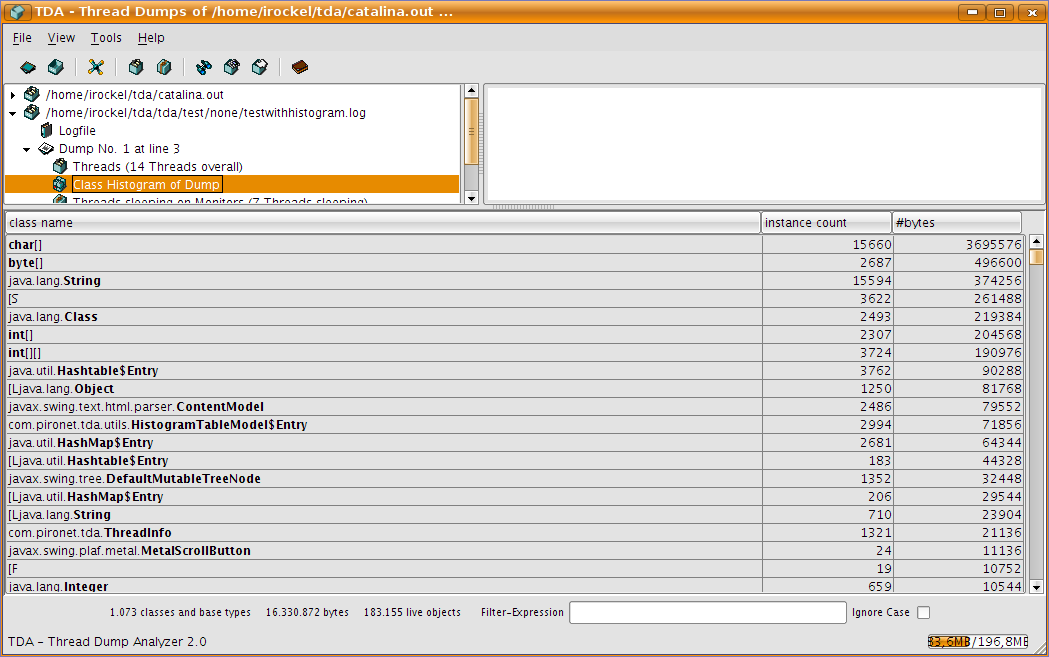 TDA - Thread Dumps of /home/irockel/tda/catalina.out ...
File View Tools Help
/home/irockel/tda/catalina.out
/home/irockel/tda/tda/test/none/testwithhistogram.log
Logfile
Dump No. 1 at line 3
Threads (14 Threads overall)
Class Histogram of Dump
Threads sleeping on Monitors (7 Threads sleeping)
class name instance count #bytes
char[] 15660 3695576
byte[] 2687 496600
java.lang.String 15594 374256
[S 3622 261488
java.lang.Class 2493 219384
int[] 2307 204568
int[][] 3724 190976
java.util.Hashtable$Entry 3762 90288
[Ljava.lang.Object 1250 81768
javax.swing.text.html.parser.ContentModel 2486 79552
com.pironet.tda.utils.HistogramTableModel$Entry 2994 71856
java.util.HashMap$Entry 2681 64344
[Ljava.util.Hashtable$Entry 183 44328
javax.swing.tree.DefaultMutableTreeNode 1352 32448
[Ljava.util.HashMap$Entry 206 29544
[Ljava.lang.String 710 23904
com.pironet.tda.ThreadInfo 1321 21136
javax.swing.plaf.metal.MetalScrollButton 24 11136
[F 19 10752
java.lang.Integer 659 10544
1.073 classes and base types 16.330.872 bytes 183.155 live objects Filter-Expression Ignore Case
TDA - Thread Dump Analyzer 2.0 33,6MB/196,8MB